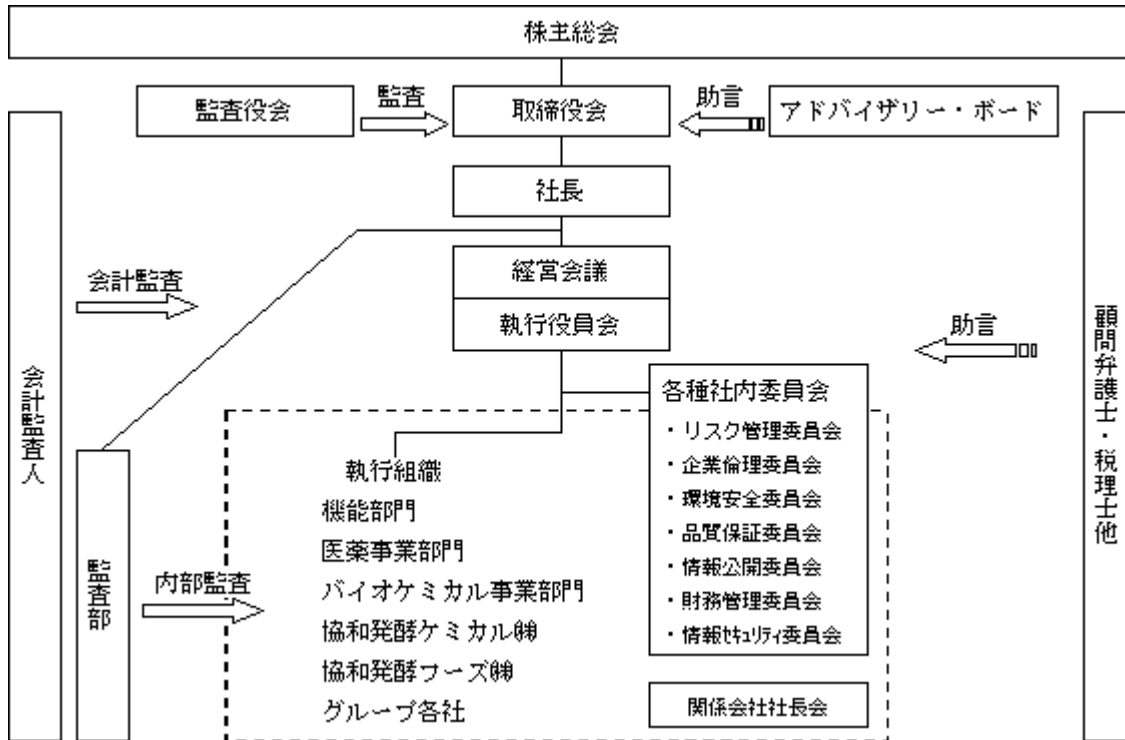 株主総会
監査役会
監査
取締役会
助言
アドバイザリー・ボード
社長
会計監査
経営会議
執行役員会
助言
会計監査人
顧問弁護士・税理士他
各種社内委員会
・リスク管理委員会
・企業倫理委員会
・環境安全委員会
・品質保証委員会
・情報公開委員会
・財務管理委員会
・情報ｾｷｭﾘﾃｨ委員会
執行組織
機能部門
医薬事業部門
バイオケミカル事業部門
協和発酵ケミカル㈱
協和発酵フーズ㈱
グループ各社
監査部
内部監査
関係会社社長会